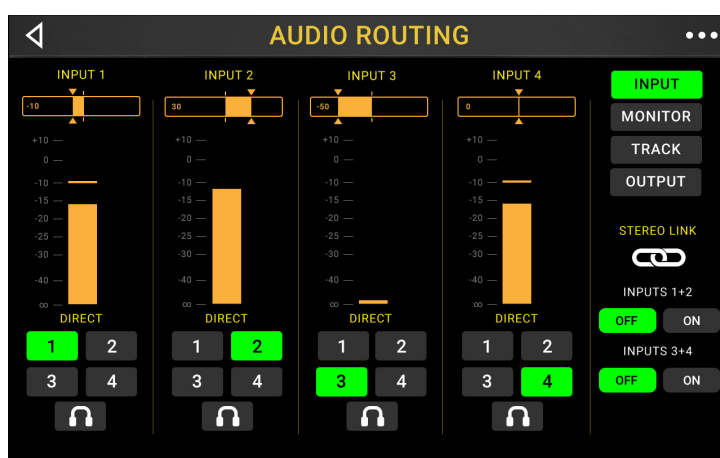 AUDIO ROUTING
INPUT 1
INPUT 2
INPUT 3
INPUT 4
-10
30
-50
0
+10
0
-10
-15
-20
-25
-30
-40
∞
+10
0
-10
-15
-20
-25
-30
-40
∞
+10
0
-10
-15
-20
-25
-30
-40
∞
+10
0
-10
-15
-20
-25
-30
-40
∞
DIRECT
DIRECT
DIRECT
DIRECT
1 2
3 4
1 2
3 4
1 2
3 4
1 2
3 4
INPUT
MONITOR
TRACK
OUTPUT
STEREO LINK
INPUTS 1+2
OFF ON
INPUTS 3+4
OFF ON